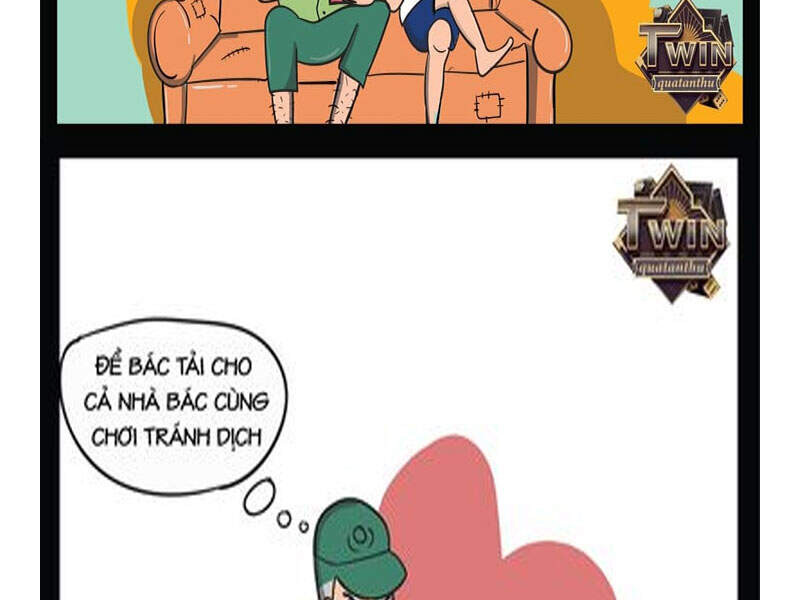 TWIN
quatanthu
TWIN
quatanthu
ĐỂ BÁC TẢI CHO
CẢ NHÀ BÁC CÙNG
CHƠI TRÁNH DỊCH